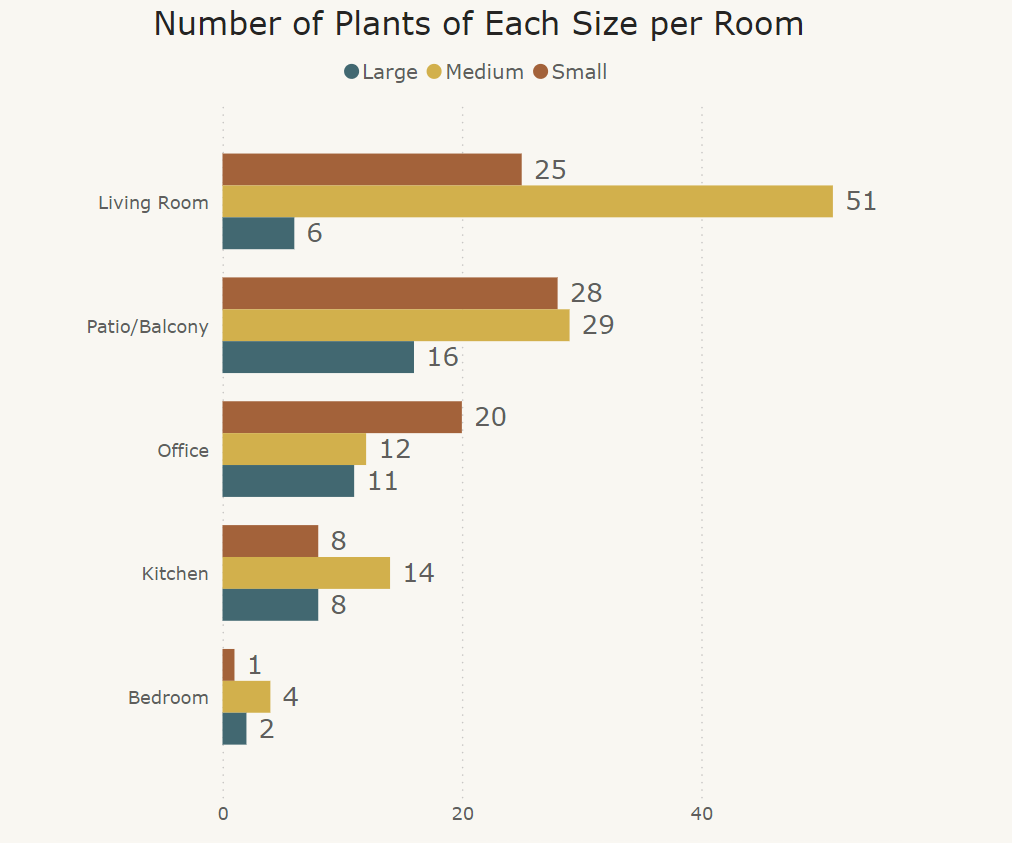 Number of Plants of Each Size per Room
Large Medium Small
25
Living Room 51
6
28
Patio/Balcony 29
16
20
Office 12
11
8
Kitchen 14
8
1
Bedroom 4
2
0 20 40